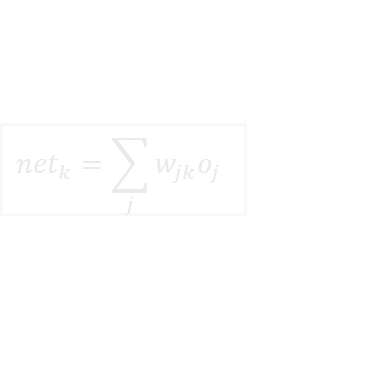 net_k = ∑_j w_jk o_j